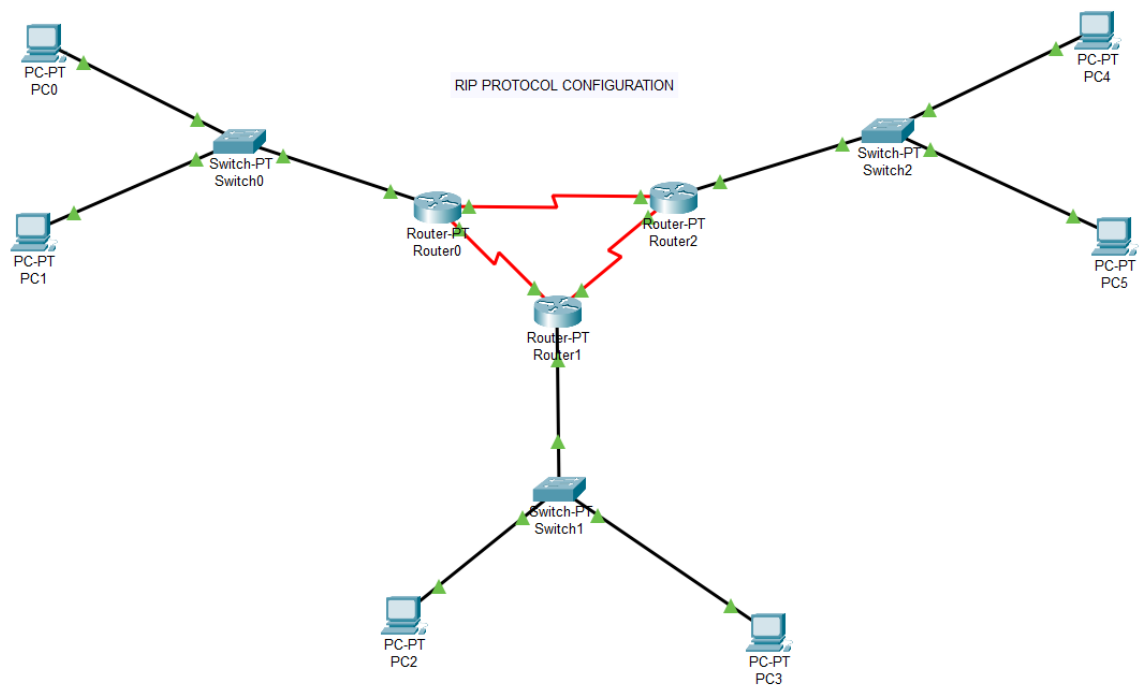 PC-PT
PC0
PC-PT
PC4
RIP PROTOCOL CONFIGURATION
Switch-PT
Switch0
Switch-PT
Switch2
PC-PT
PC1
Router-PT
Router0
Router-PT
Router2
PC-PT
PC5
Router-PT
Router1
Switch-PT
Switch1
PC-PT
PC2
PC-PT
PC3